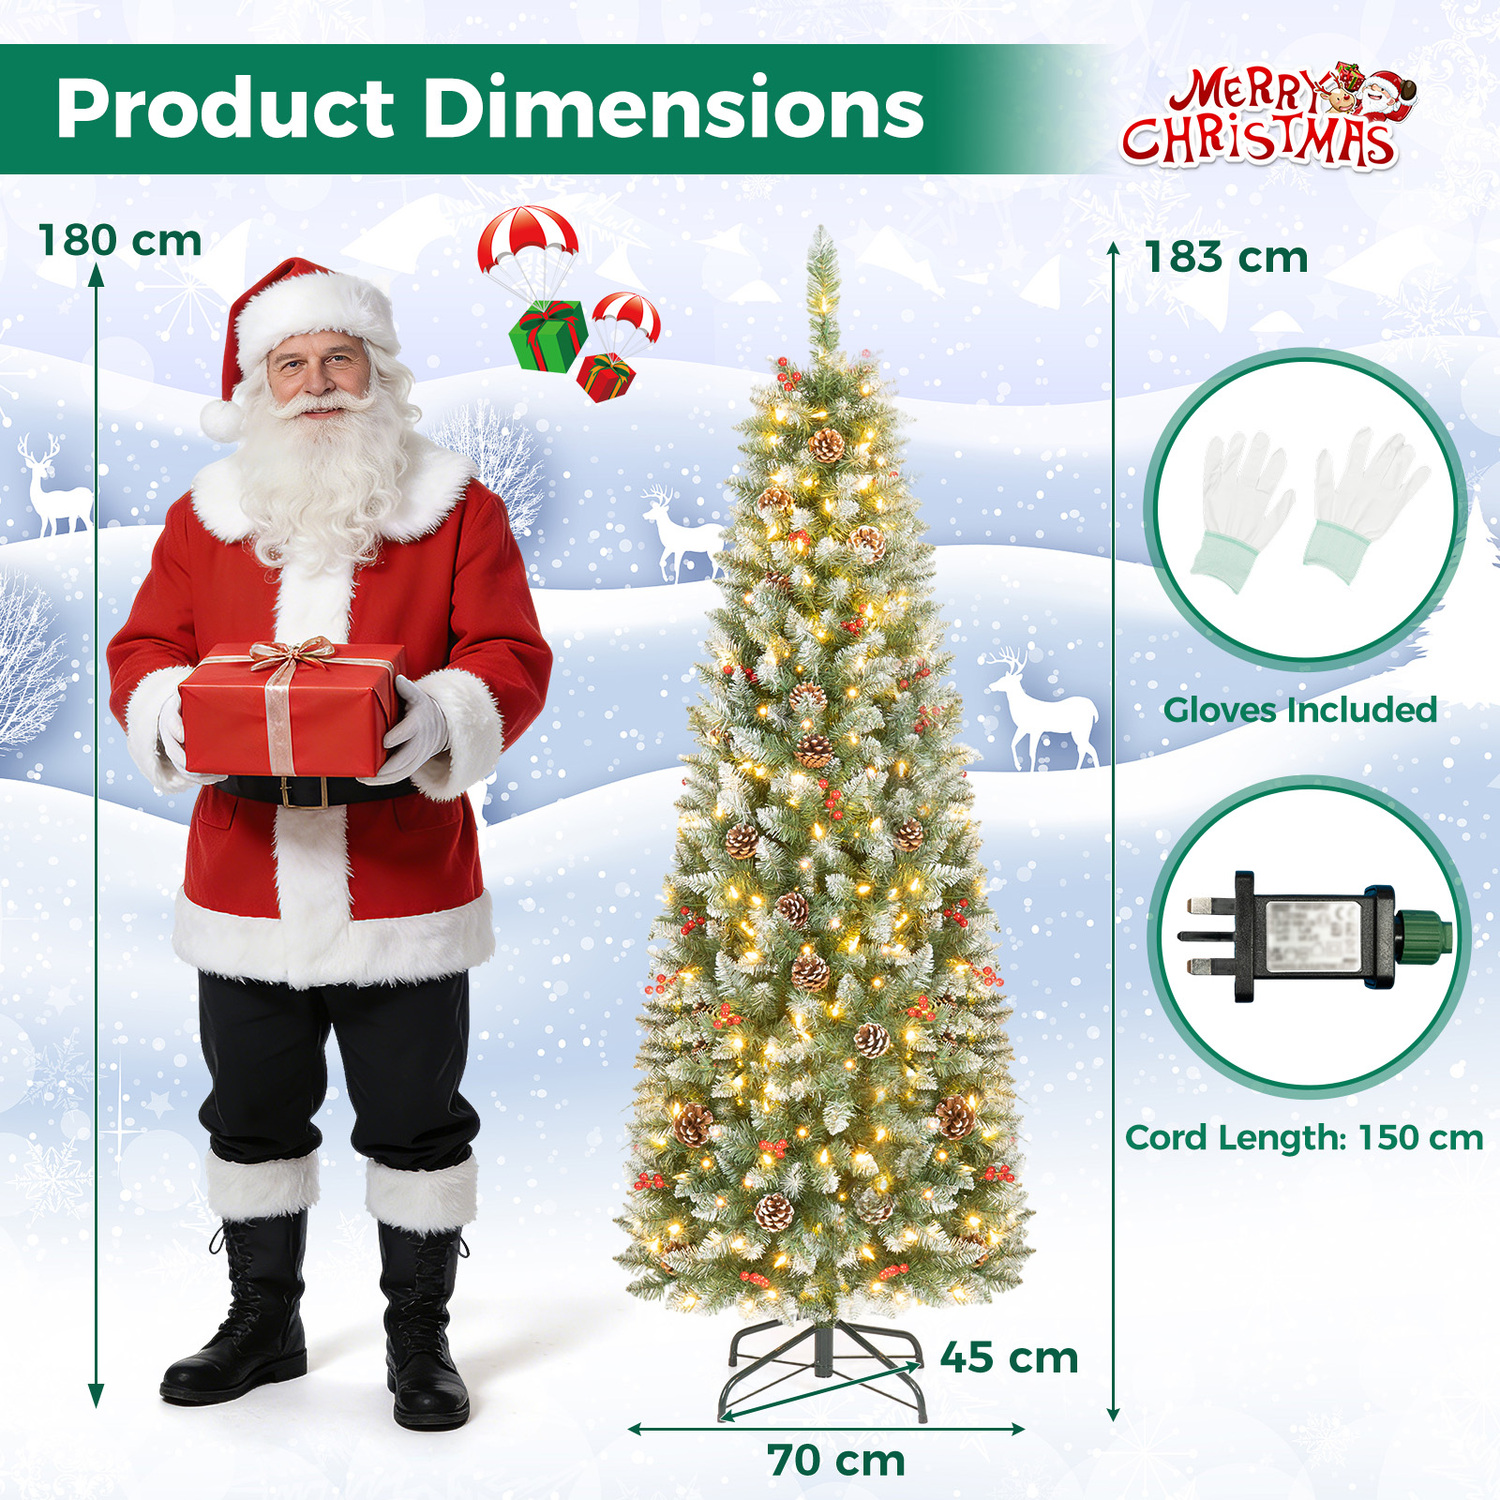 Product Dimensions
MERRY
CHRISTMAS
180 cm
183 cm
Gloves Included
Cord Length: 150 cm
45 cm
70 cm